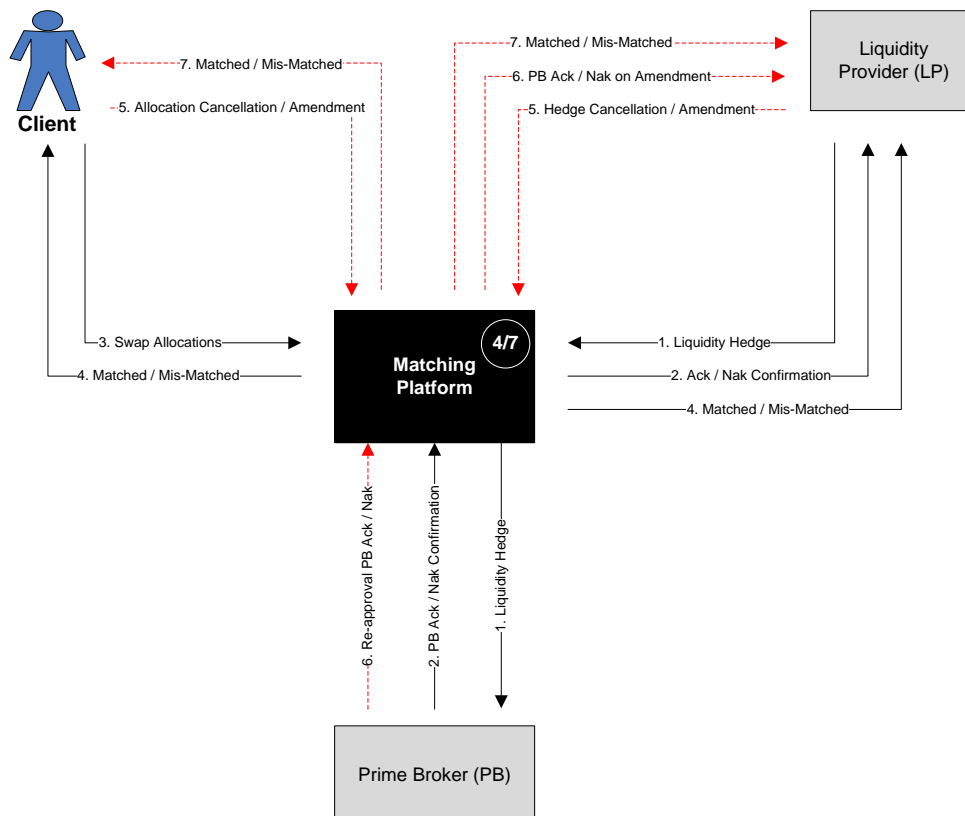 7. Matched / Mis-Matched
Liquidity
Provider (LP)
7. Matched / Mis-Matched
6. PB Ack / Nak on Amendment
5. Allocation Cancellation / Amendment
5. Hedge Cancellation / Amendment
Client
4/7
3. Swap Allocations
1. Liquidity Hedge
Matching
Platform
4. Matched / Mis-Matched
2. Ack / Nak Confirmation
4. Matched / Mis-Matched
6. Re-approval PB Ack / Nak
2. PB Ack / Nak Confirmation
1. Liquidity Hedge
Prime Broker (PB)